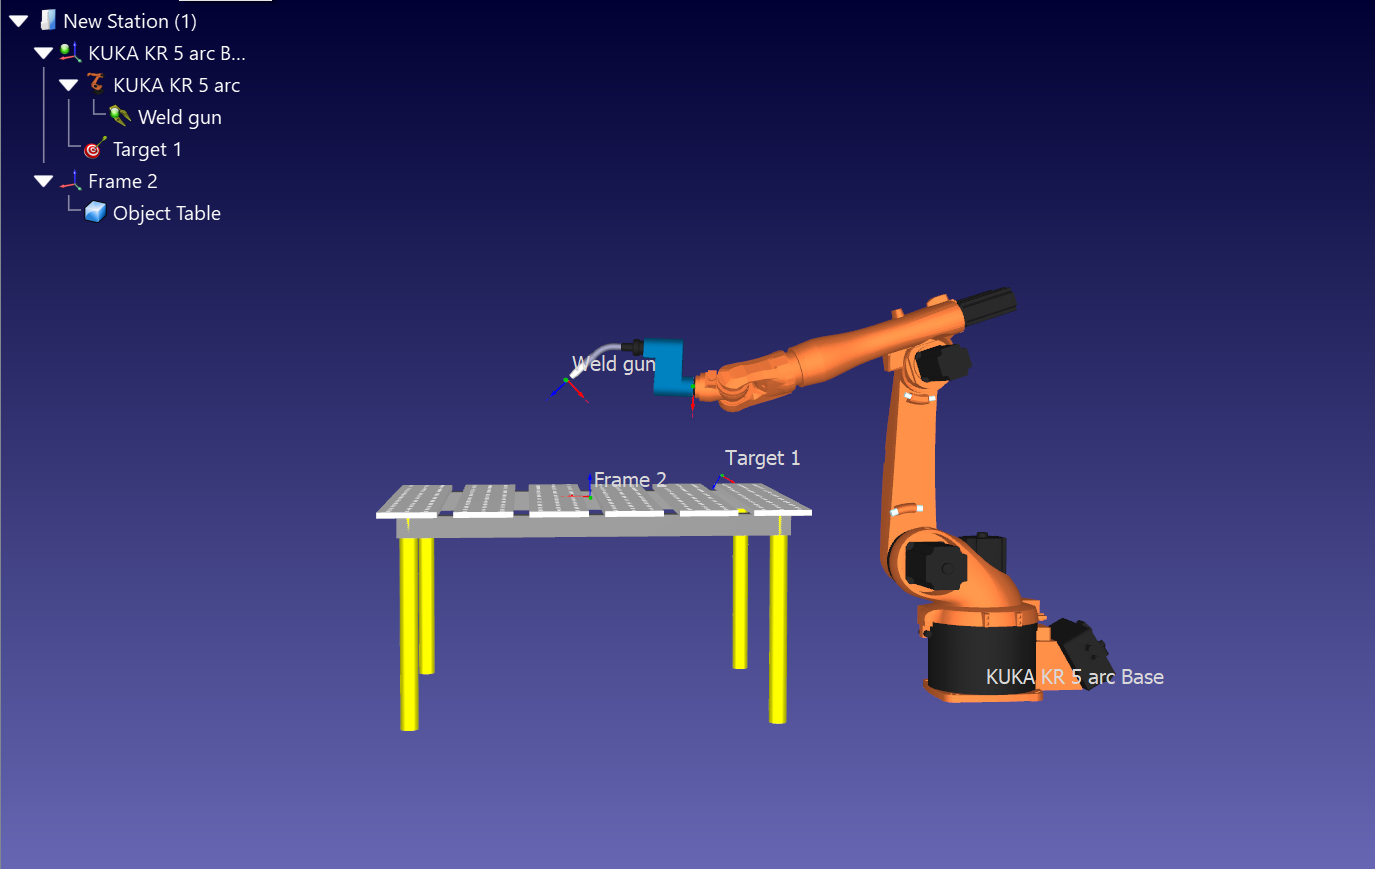 New Station (1)
KUKA KR 5 arc B...
KUKA KR 5 arc
Weld gun
Target 1
Frame 2
Object Table
Weld gun
Target 1
Frame 2
KUKA KR 5 arc Base